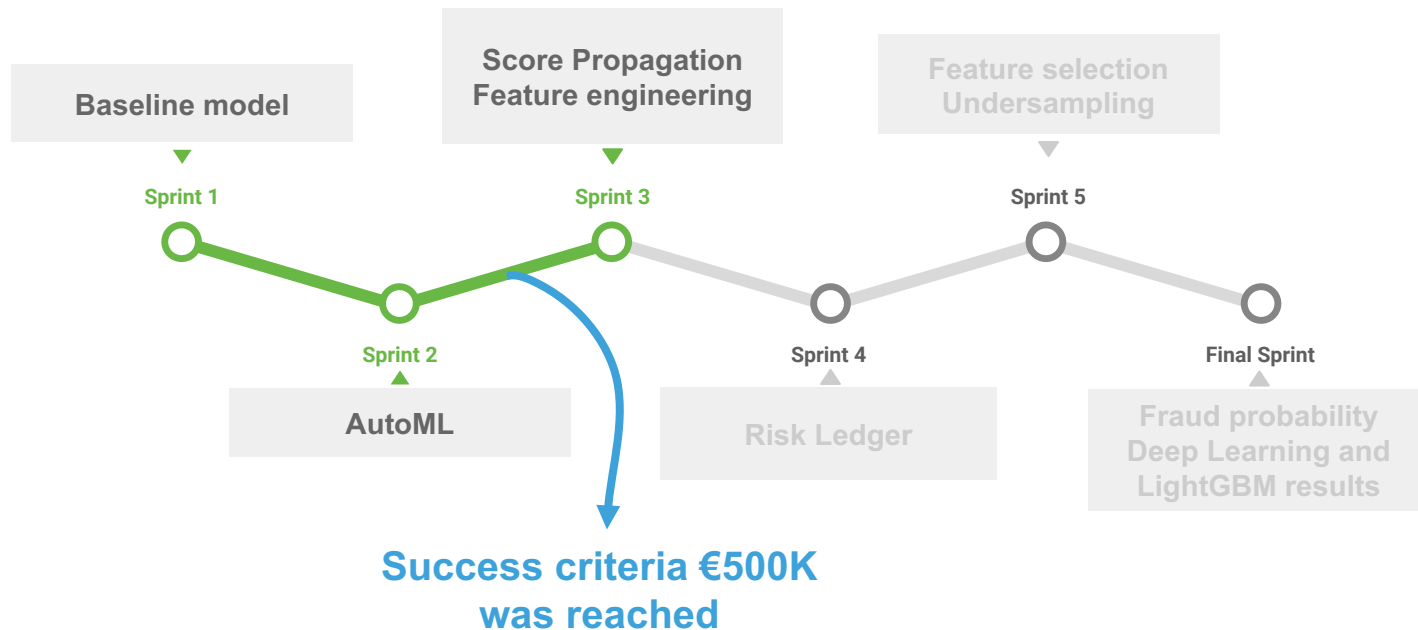 Baseline model
Sprint 1
Sprint 2
AutoML
Score Propagation
Feature engineering
Sprint 3
Success criteria €500K
was reached
Sprint 4
Risk Ledger
Feature selection
Undersampling
Sprint 5
Final Sprint
Fraud probability
Deep Learning and
LightGBM results